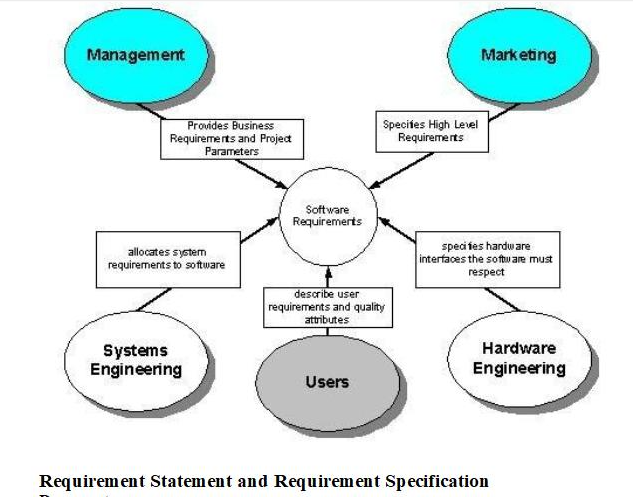 Management
Marketing
Provides Business
Requirements and Project
Parameters
Specifies High Level
Requirements
Software
Requirements
allocates system
requirements to software
specifies hardware
interfaces the software must
respect
describe user
requirements and quality
attributes
Systems
Engineering
Users
Hardware
Engineering
Requirement Statement and Requirement Specification